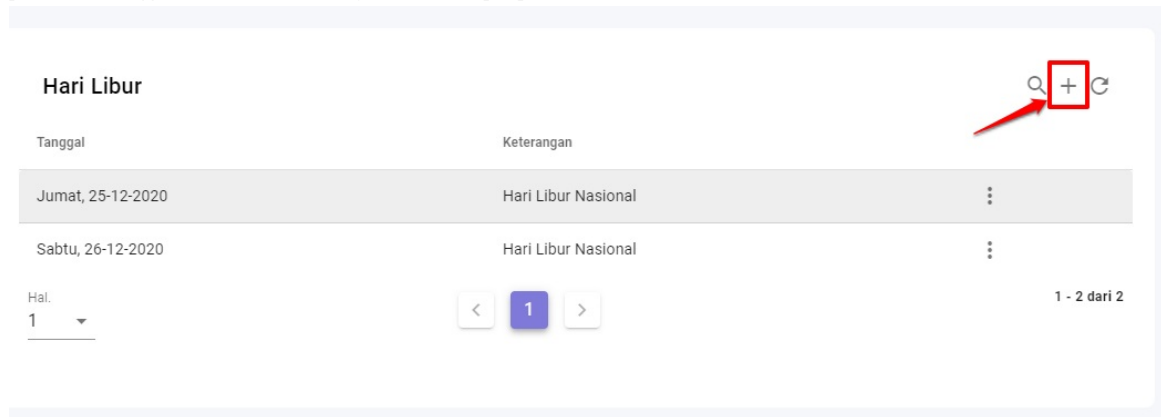 Hari Libur
Tanggal Keterangan
Jumat, 25-12-2020 Hari Libur Nasional
Sabtu, 26-12-2020 Hari Libur Nasional
Hal.
1 < 1 > 1 - 2 dari 2